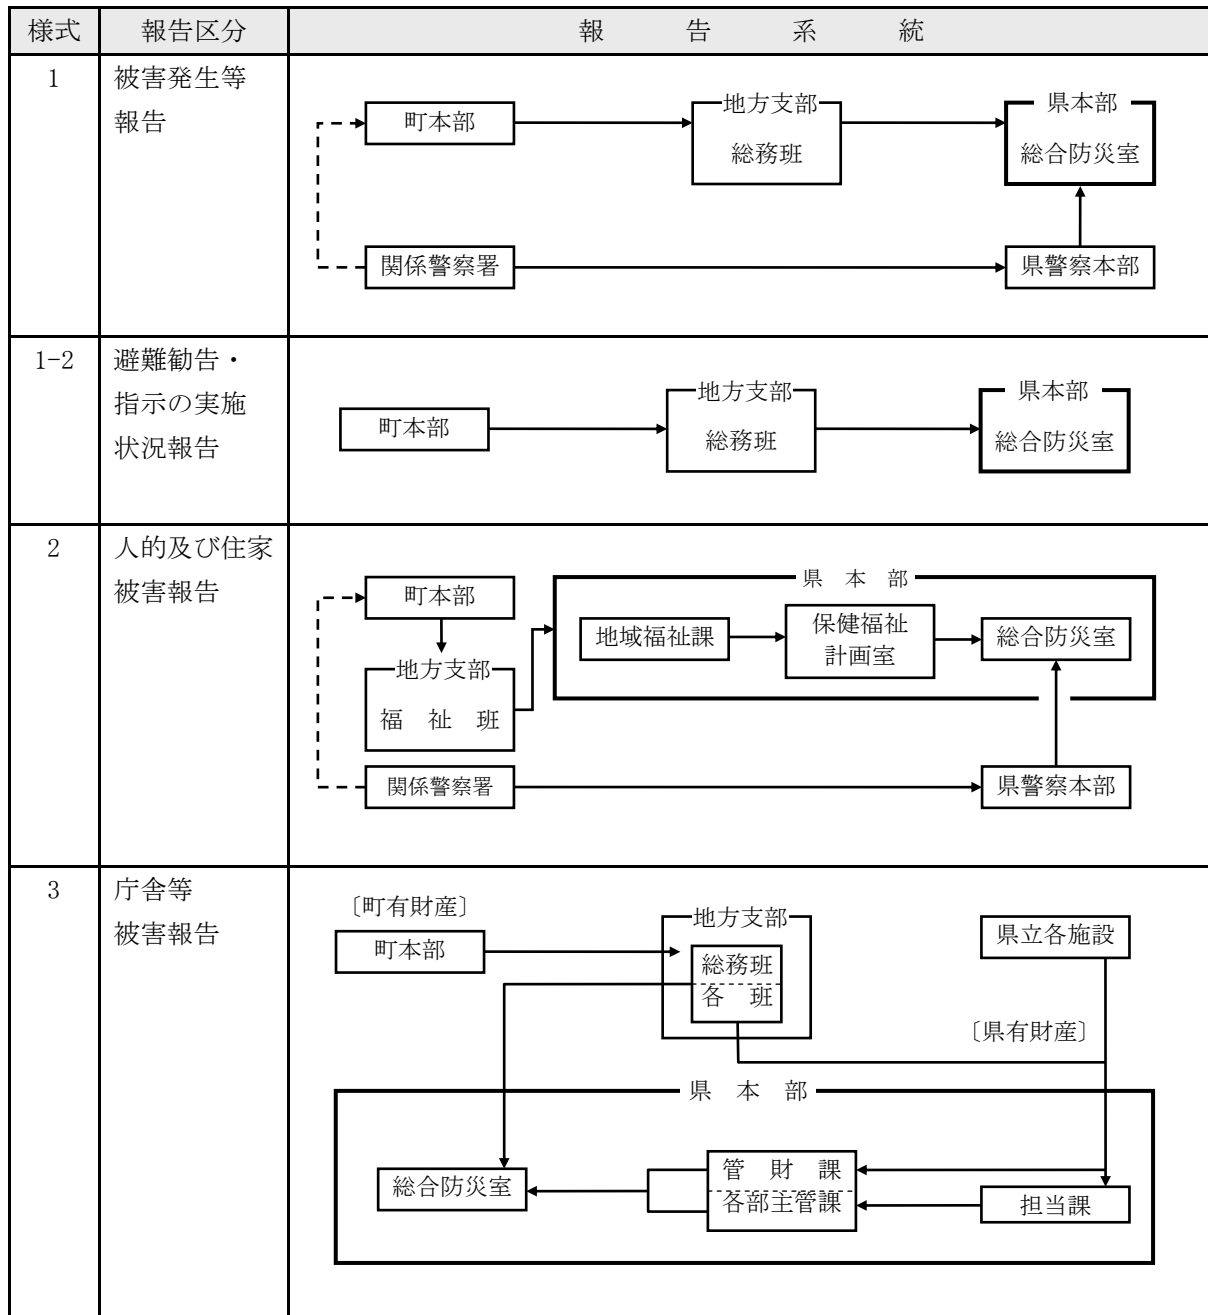 様式 報告区分 報告系統
1 被害発生等
報告
町本部
地方支部
総務班
県本部
総合防災室
関係警察署
県警察本部
1-2 避難勧告・
指示の実施
状況報告
町本部
地方支部
総務班
県本部
総合防災室
2 人的及び住家
被害報告
町本部
地方支部
福祉班
県本部
地域福祉課
保健福祉
計画室
総合防災室
関係警察署
県警察本部
3 庁舎等
被害報告
〔町有財産〕
町本部
地方支部
総務班
各班
県立各施設
〔県有財産〕
県本部
総合防災室
管財課
各部主管課
担当課